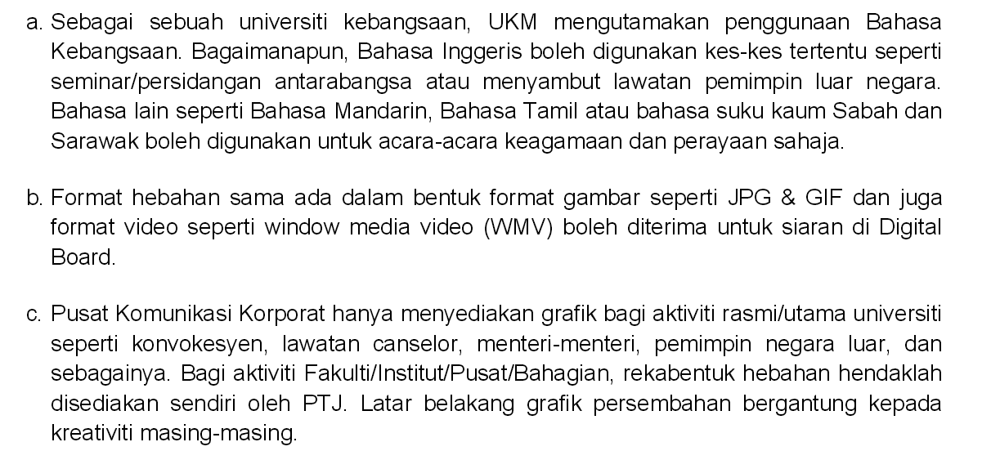 a. Sebagai sebuah universiti kebangsaan, UKM mengutamakan penggunaan Bahasa
Kebangsaan. Bagaimanapun, Bahasa Inggeris boleh digunakan kes-kes tertentu seperti
seminar/persidangan antarabangsa atau menyambut lawatan pemimpin luar negara.
Bahasa lain seperti Bahasa Mandarin, Bahasa Tamil atau bahasa suku kaum Sabah dan
Sarawak boleh digunakan untuk acara-acara keagamaan dan perayaan sahaja.
b. Format hebahan sama ada dalam bentuk format gambar seperti JPG & GIF dan juga
format video seperti window media video (WMV) boleh diterima untuk siaran di Digital
Board.
c. Pusat Komunikasi Korporat hanya menyediakan grafik bagi aktiviti rasmi/utama universiti
seperti konvokesyen, lawatan canselor, menteri-menteri, pemimpin negara luar, dan
sebagainya. Bagi aktiviti Fakulti/Institut/Pusat/Bahagian, rekabentuk hebahan hendaklah
disediakan sendiri oleh PTJ. Latar belakang grafik persembahan bergantung kepada
kreativiti masing-masing.